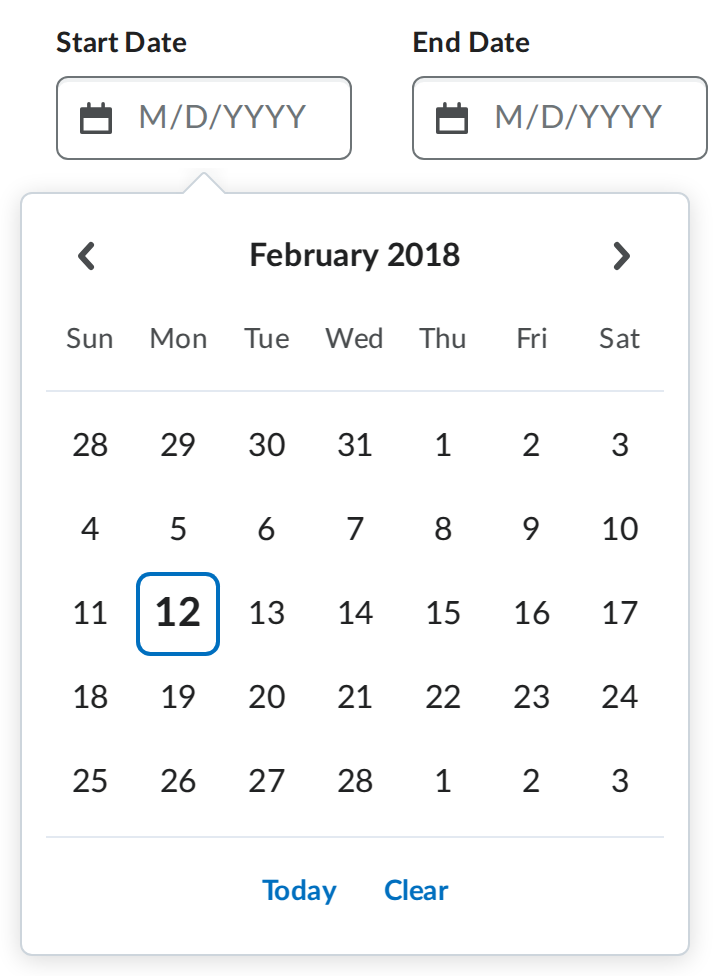 Start Date End Date
M/D/YYYY M/D/YYYY
February 2018
Sun Mon Tue Wed Thu Fri Sat
28 29 30 31 1 2 3
4 5 6 7 8 9 10
11 12 13 14 15 16 17
18 19 20 21 22 23 24
25 26 27 28 1 2 3
Today Clear